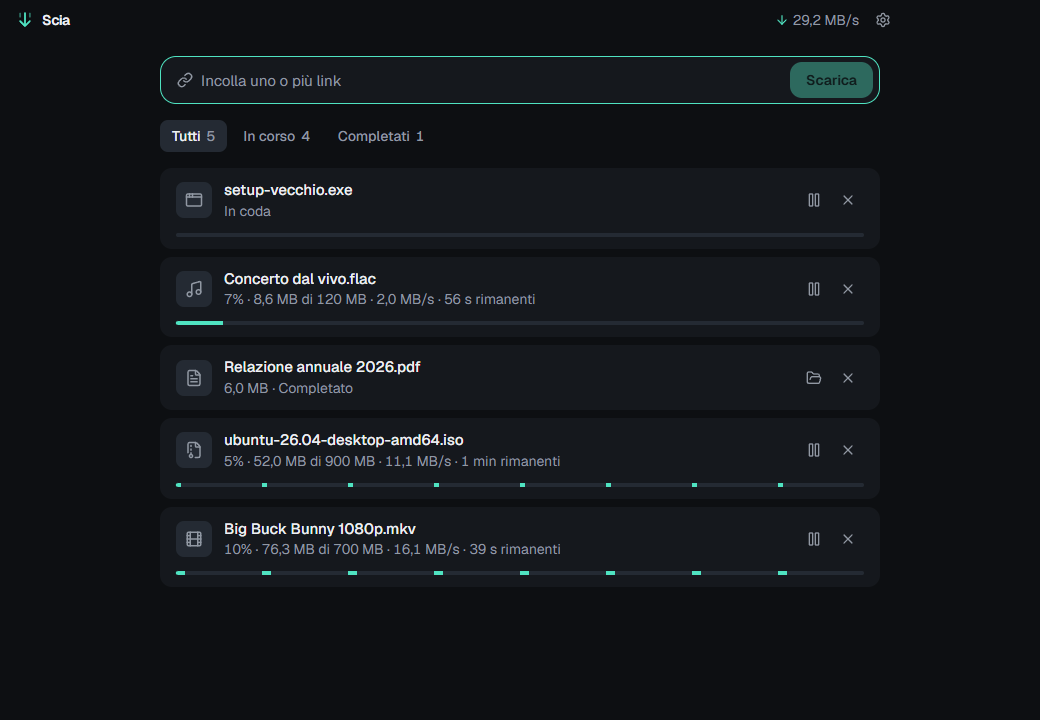 Scia
29,2 MB/s
Incolla uno o più link
Scarica
Tutti 5
In corso 4
Completati 1
setup-vecchio.exe
In coda
Concerto dal vivo.flac
7% · 8,6 MB di 120 MB · 2,0 MB/s · 56 s rimanenti
Relazione annuale 2026.pdf
6,0 MB · Completato
ubuntu-26.04-desktop-amd64.iso
5% · 52,0 MB di 900 MB · 11,1 MB/s · 1 min rimanenti
Big Buck Bunny 1080p.mkv
10% · 76,3 MB di 700 MB · 16,1 MB/s · 39 s rimanenti